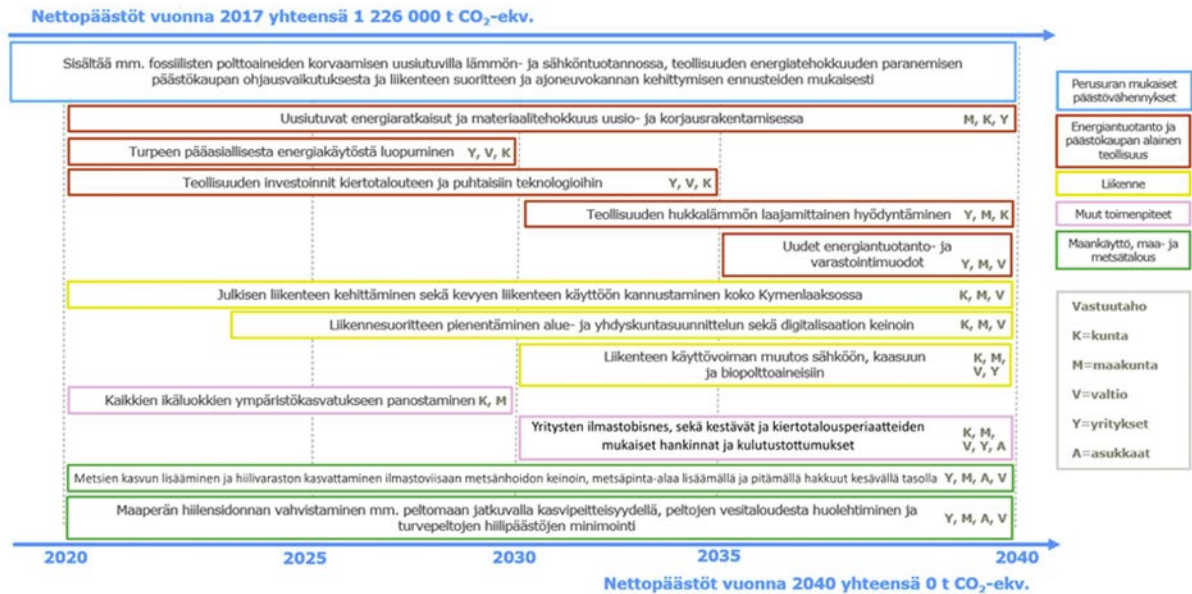 Nettopäästöt vuonna 2017 yhteensä 1 226 000 t CO₂-ekv.
Sisältää mm. fossiilisten polttoaineiden korvaamisen uusiutuvilla lämmön- ja sähköntuotannossa, teollisuuden energiatehokkuuden paranemisen
päästökaupan ohjausvaikutuksesta ja liikenteen suoritteen ja ajoneuvokannan kehittymisen ennusteiden mukaisesti
Uusiutuvat energiaratkaisut ja materiaalitehokkuus uusio- ja korjausrakentamisessa M, K, Y
Turpeen pääasiallisesta energiakäytöstä luopuminen Y, V, K
Teollisuuden investoinnit kiertotalouteen ja puhtaisiin teknologioihin Y, V, K
Teollisuuden hukkalämmön laajamittainen hyödyntäminen Y, M, K
Uudet energiantuotanto- ja
varastointimuodot Y, M, V
Julkisen liikenteen kehittäminen sekä kevyen liikenteen käyttöön kannustaminen koko Kymenlaaksossa K, M, V
Liikennesuoritteen pienentäminen alue- ja yhdyskuntasuunnittelun sekä digitalisaation keinoin K, M, V
Liikenteen käyttövoiman muutos sähköön, kaasuun K, M,
ja biopolttoaineisiin V, Y
Kaikkien ikäluokkien ympäristökasvatukseen panostaminen K, M
Yritysten ilmastobisnes, sekä kestävät ja kiertotalousperiaatteiden K, M,
mukaiset hankinnat ja kulutustottumukset V, Y, A
Metsien kasvun lisääminen ja hiilivaraston kasvattaminen ilmastoviisaan metsänhoidon keinoin, metsäpinta-alaa lisäämällä ja pitämällä hakkuut kesävällä tasolla Y, M, A, V
Maaperän hiilensidonnan vahvistaminen mm. peltomaan jatkuvalla kasvipeitteisyydellä, peltojen vesitaloudesta huolehtiminen ja
turvepeltojen hiilipäästöjen minimointi Y, M, A, V
2020 2025 2030 2035 2040
Nettopäästöt vuonna 2040 yhteensä 0 t CO₂-ekv.
Perusuran mukaiset
päästövähennykset
Energiantuotanto ja
päästökaupan alainen
teollisuus
Liikenne
Muut toimenpiteet
Maankäyttö, maa- ja
metsätalous
Vastuutaho
K=kunta
M=maakunta
V=valtio
Y=yritykset
A=asukkaat